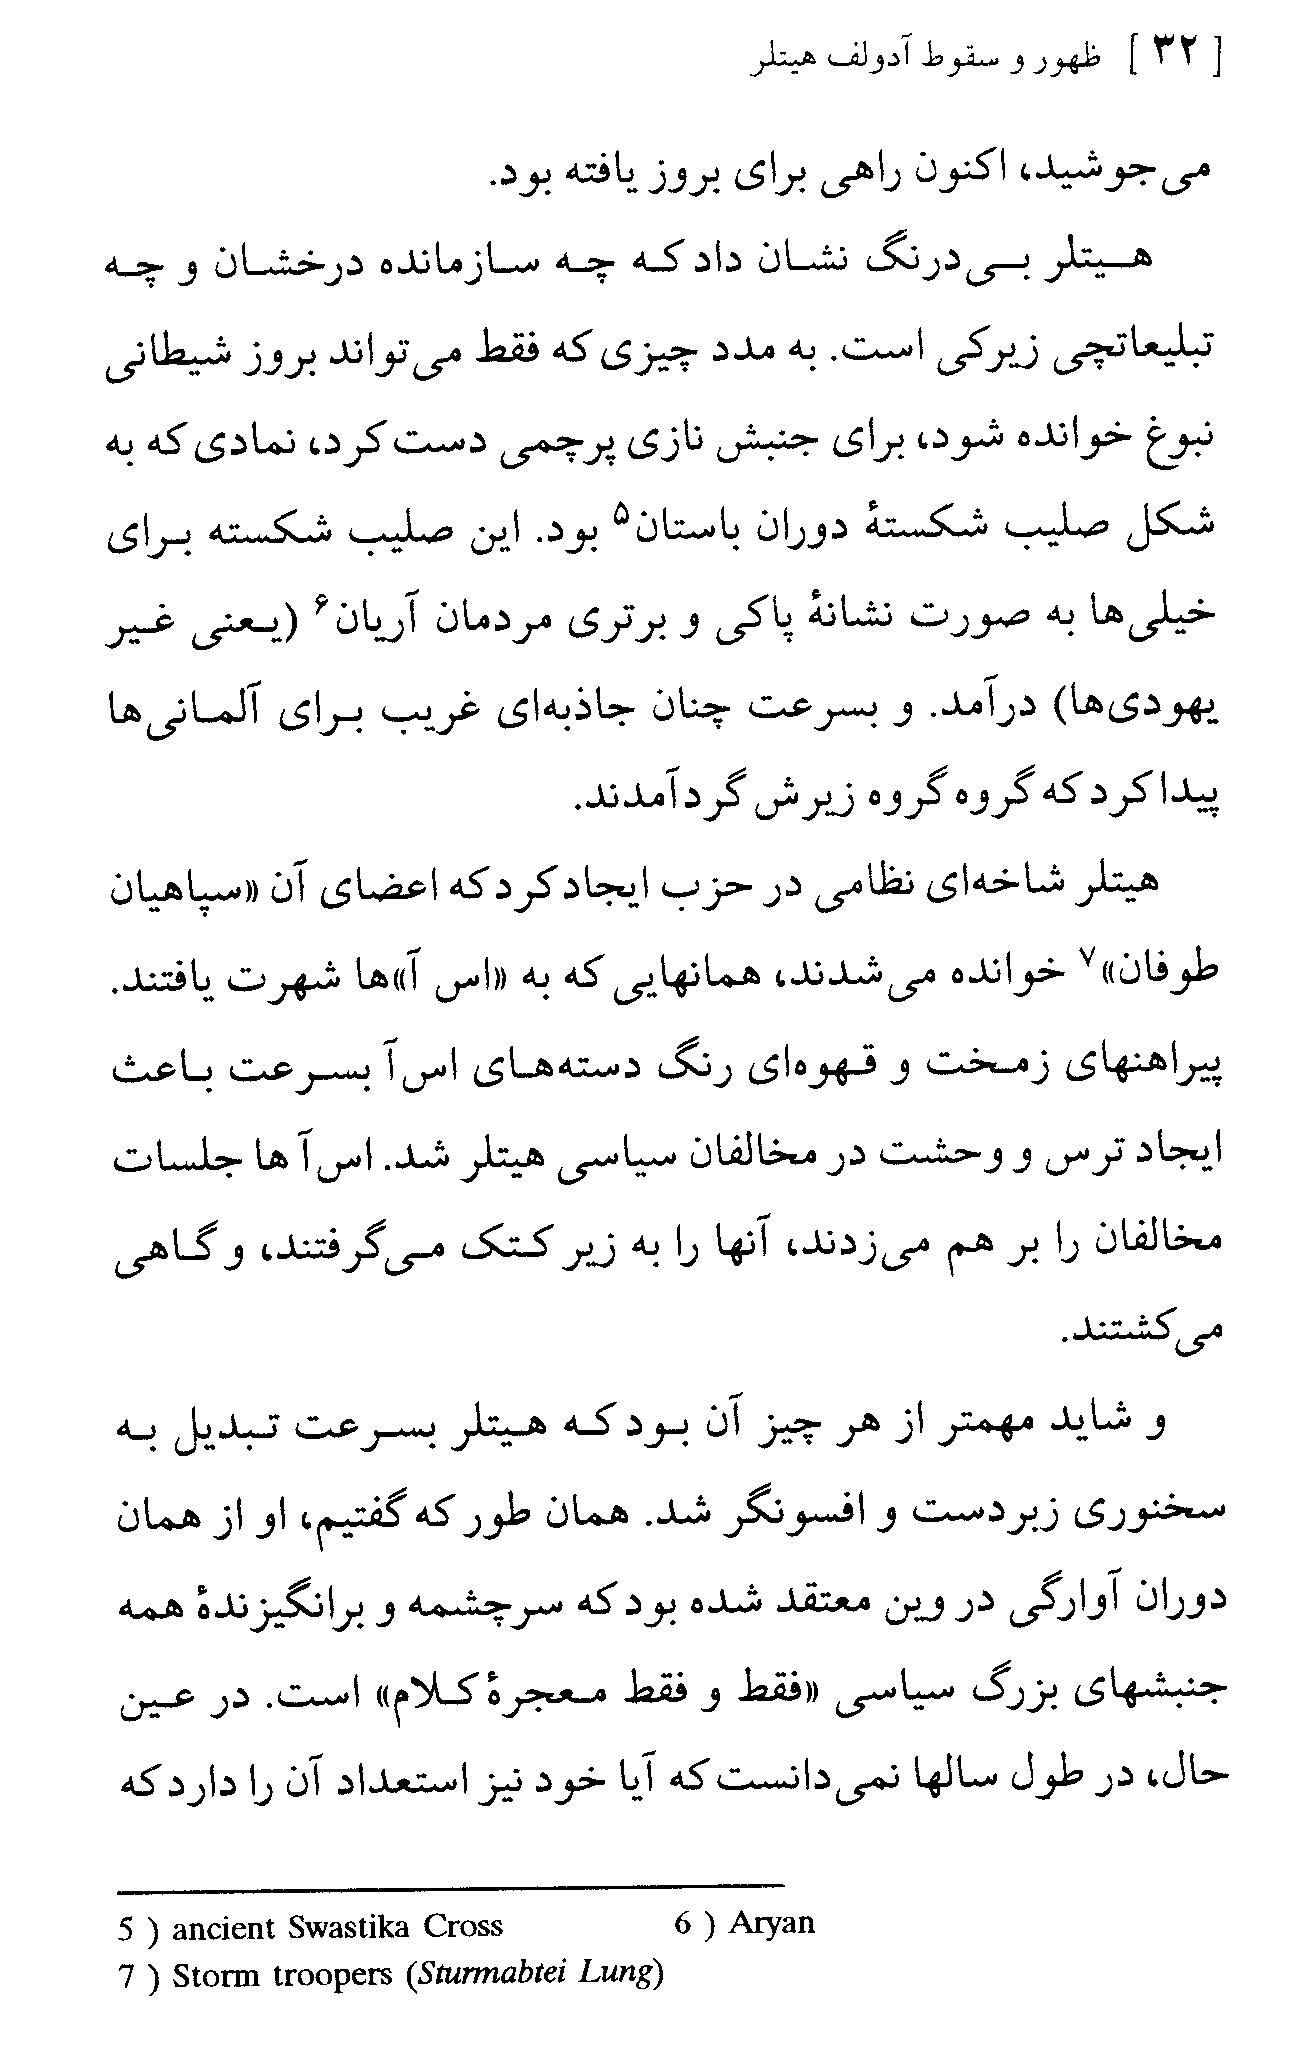 [ ۳۲ ] ظهور و سقوط آدولف هیتلر
می‌جوشید، اکنون راهی برای بروز یافته بود.
هیتلر بی‌درنگ نشان داد که چه سازمانده درخشان و چه
تبلیعاتچی زیرکی است. به مدد چیزی که فقط می‌تواند بروز شیطانی
نبوغ خوانده شود، برای جنبش نازی پرچمی دست کرد، نمادی که به
شکل صلیب شکستهٔ دوران باستان۵ بود. این صلیب شکسته برای
خیلی‌ها به صورت نشانهٔ پاکی و برتری مردمان آریان۶ (یعنی غیر
یهودی‌ها) درآمد. و بسرعت چنان جاذبه‌ای غریب برای آلمانی‌ها
پیدا کرد که گروه گروه زیرش گرد آمدند.
هیتلر شاخه‌ای نظامی در حزب ایجاد کرد که اعضای آن «سپاهیان
طوفان»۷ خوانده می‌شدند، همانهایی که به «اس آ»ها شهرت یافتند.
پیراهنهای زمخت و قهوه‌ای رنگ دسته‌های اس‌آ بسرعت باعث
ایجاد ترس و وحشت در مخالفان سیاسی هیتلر شد. اس‌آ ها جلسات
مخالفان را بر هم می‌زدند، آنها را به زیر کتک می‌گرفتند، و گاهی
می‌کشتند.
و شاید مهمتر از هر چیز آن بود که هیتلر بسرعت تبدیل به
سخنوری زبردست و افسونگر شد. همان طور که گفتیم، او از همان
دوران آوارگی در وین معتقد شده بود که سرچشمه و برانگیزندهٔ همه
جنبشهای بزرگ سیاسی «فقط و فقط معجرهٔ کلام» است. در عین
حال، در طول سالها نمی‌دانست که آیا خود نیز استعداد آن را دارد که
5 ) ancient Swastika Cross 6 ) Aryan
7 ) Storm troopers (Sturmabtei Lung)